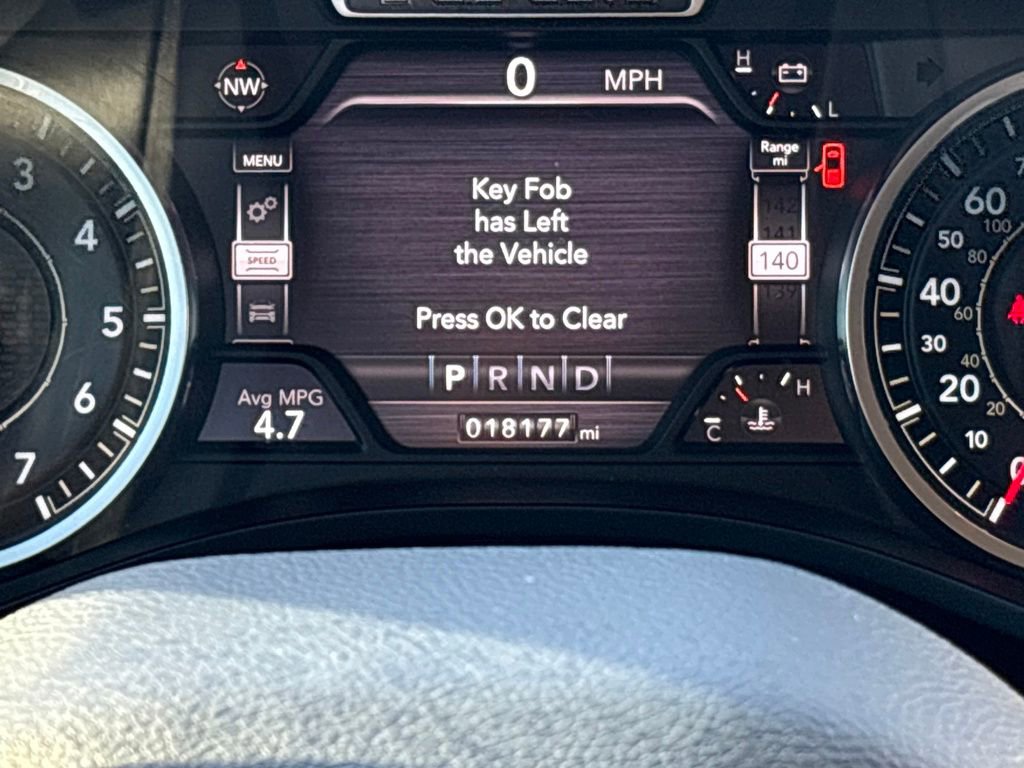 0 MPH
H
L
NW
MENU
Range
mi
Key Fob
has Left
the Vehicle
Press OK to Clear
SPEED
142
141
140
139
P R N D
Avg MPG
4.7
018177 mi
H
C
3
4
5
6
7
60
50
40
30
20
10
0
100
80
60
40
20